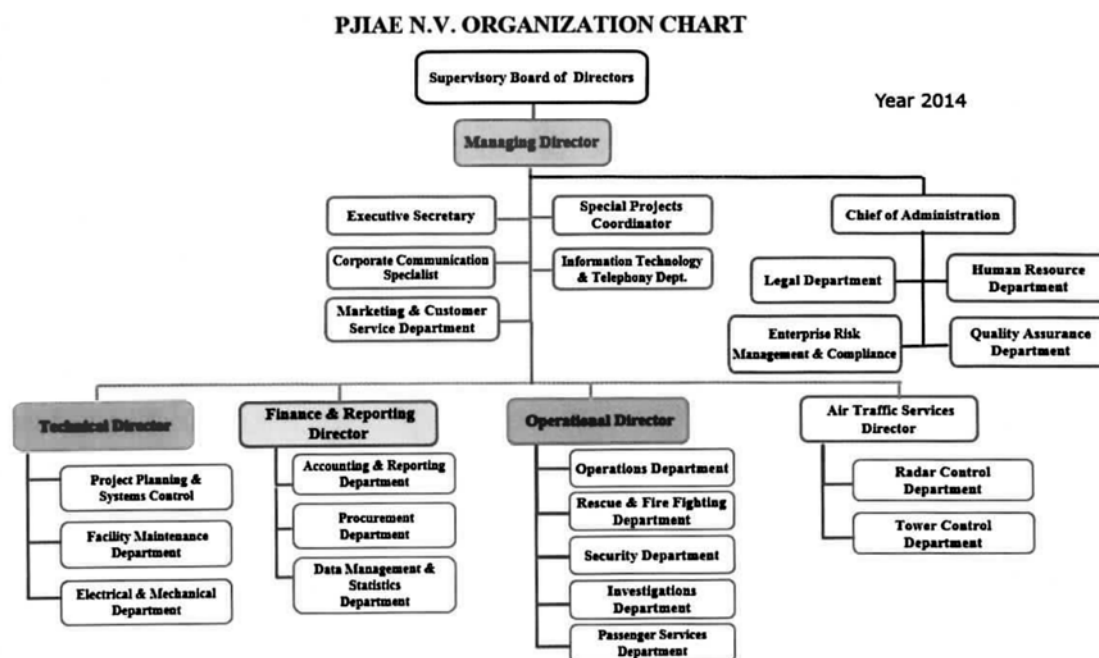 PJIAE N.V. ORGANIZATION CHART
Supervisory Board of Directors
Year 2014
Managing Director
Executive Secretary
Special Projects
Coordinator
Chief of Administration
Corporate Communication
Specialist
Information Technology
& Telephony Dept.
Legal Department
Human Resource
Department
Marketing & Customer
Service Department
Enterprise Risk
Management & Compliance
Quality Assurance
Department
Technical Director
Finance & Reporting
Director
Operational Director
Air Traffic Services
Director
Project Planning &
Systems Control
Facility Maintenance
Department
Electrical & Mechanical
Department
Accounting & Reporting
Department
Procurement
Department
Data Management &
Statistics
Department
Operations Department
Rescue & Fire Fighting
Department
Security Department
Investigations
Department
Passenger Services
Department
Radar Control
Department
Tower Control
Department